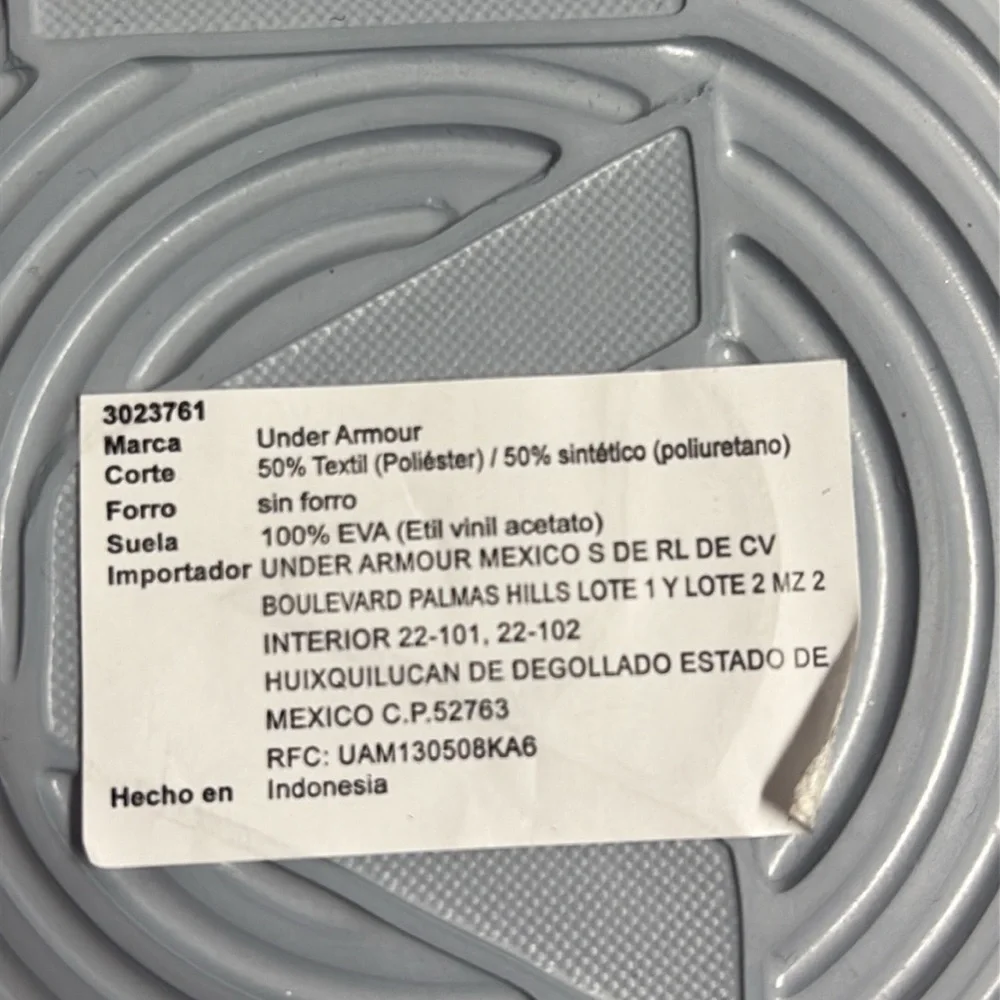 3023761
Marca Under Armour
Corte 50% Textil (Poliéster) / 50% sintético (poliuretano)
Forro sin forro
Suela 100% EVA (Etil vinil acetato)
Importador UNDER ARMOUR MEXICO S DE RL DE CV
BOULEVARD PALMAS HILLS LOTE 1 Y LOTE 2 MZ 2
INTERIOR 22-101, 22-102
HUIXQUILUCAN DE DEGOLLADO ESTADO DE
MEXICO C.P.52763
RFC: UAM130508KA6
Hecho en Indonesia